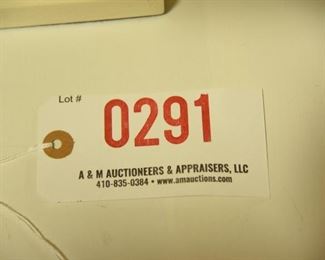 Lot #
0291
A & M AUCTIONEERS & APPRAISERS, LLC
410-835-0384 • www.amauctions.com